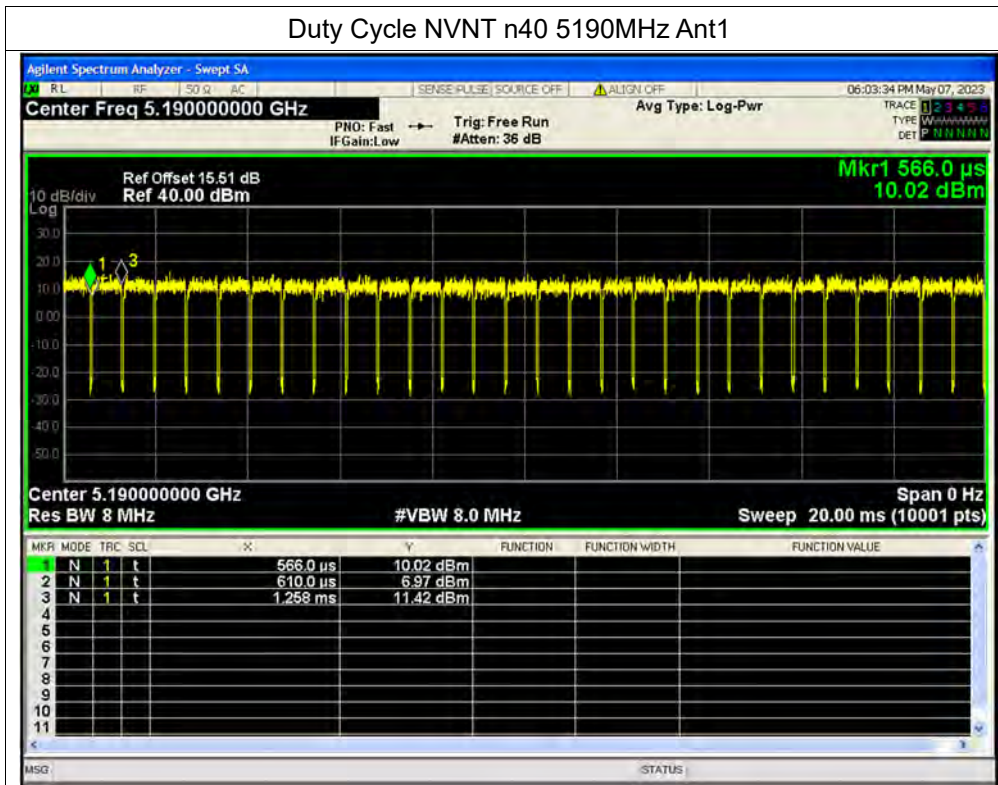 Duty Cycle NVNT n40 5190MHz Ant1
Agilent Spectrum Analyzer - Swept SA
RL RF 50 Ω AC SENSE:PULSE SOURCE OFF ALIGN OFF 06:03:34 PM May 07, 2023
Center Freq 5.190000000 GHz Avg Type: Log-Pwr TRACE 1 2 3 4 5 6
PNO: Fast Trig: Free Run TYPE W
IFGain:Low #Atten: 36 dB DET P N N N N N
Mkr1 566.0 µs
Ref Offset 15.51 dB
10 dB/div Ref 40.00 dBm 10.02 dBm
Log
30.0
20.0
1 3
10.0
0.00
-10.0
-20.0
-30.0
-40.0
-50.0
Center 5.190000000 GHz Span 0 Hz
Res BW 8 MHz #VBW 8.0 MHz Sweep 20.00 ms (10001 pts)
MKR MODE TRC SCL X Y FUNCTION FUNCTION WIDTH FUNCTION VALUE
1 N 1 t 566.0 µs 10.02 dBm
2 N 1 t 610.0 µs 6.97 dBm
3 N 1 t 1.258 ms 11.42 dBm
4
5
6
7
8
9
10
11
MSG STATUS